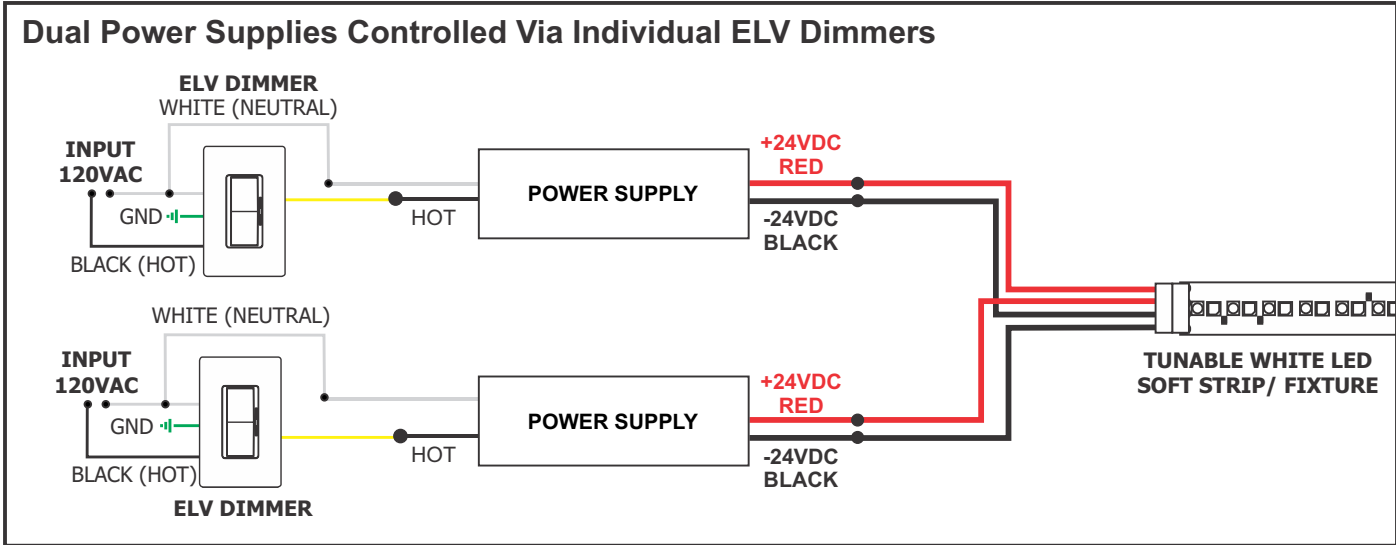 Dual Power Supplies Controlled Via Individual ELV Dimmers
ELV DIMMER
WHITE (NEUTRAL)
INPUT
120VAC
GND
BLACK (HOT)
HOT
POWER SUPPLY
+24VDC
RED
-24VDC
BLACK
WHITE (NEUTRAL)
INPUT
120VAC
GND
BLACK (HOT)
ELV DIMMER
HOT
POWER SUPPLY
+24VDC
RED
-24VDC
BLACK
TUNABLE WHITE LED
SOFT STRIP/ FIXTURE